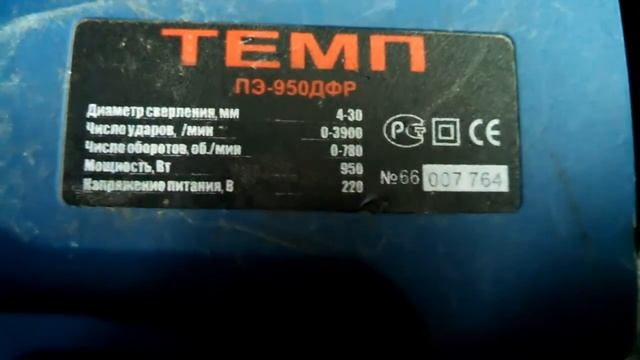 ТЕМП
ПЭ-950ДФР
Диаметр сверления, мм 4-30
Число ударов, /мин 0-3900
Число оборотов, об./мин 0-780
Мощность, Вт 950
Напряжение питания, В 220
РСТ CE
№66 007 764